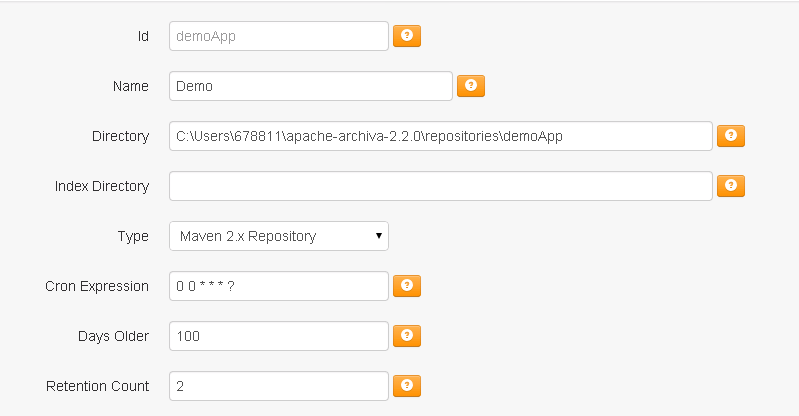 Id demoApp ?
Name Demo ?
Directory C:\Users\678811\apache-archiva-2.2.0\repositories\demoApp ?
Index Directory ?
Type Maven 2.x Repository
Cron Expression 0 0 * * * ? ?
Days Older 100 ?
Retention Count 2 ?